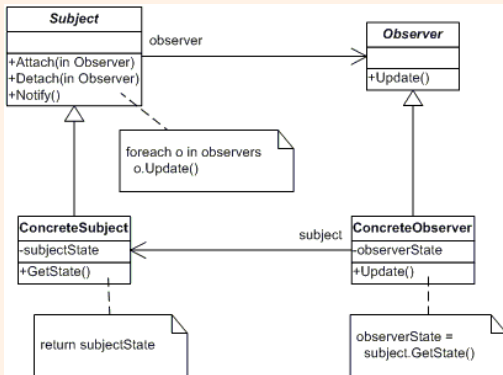 Subject
+Attach(in Observer)
+Detach(in Observer)
+Notify()
observer
Observer
+Update()
foreach o in observers
o.Update()
ConcreteSubject
-subjectState
+GetState()
subject
ConcreteObserver
-observerState
+Update()
return subjectState
observerState =
subject.GetState()